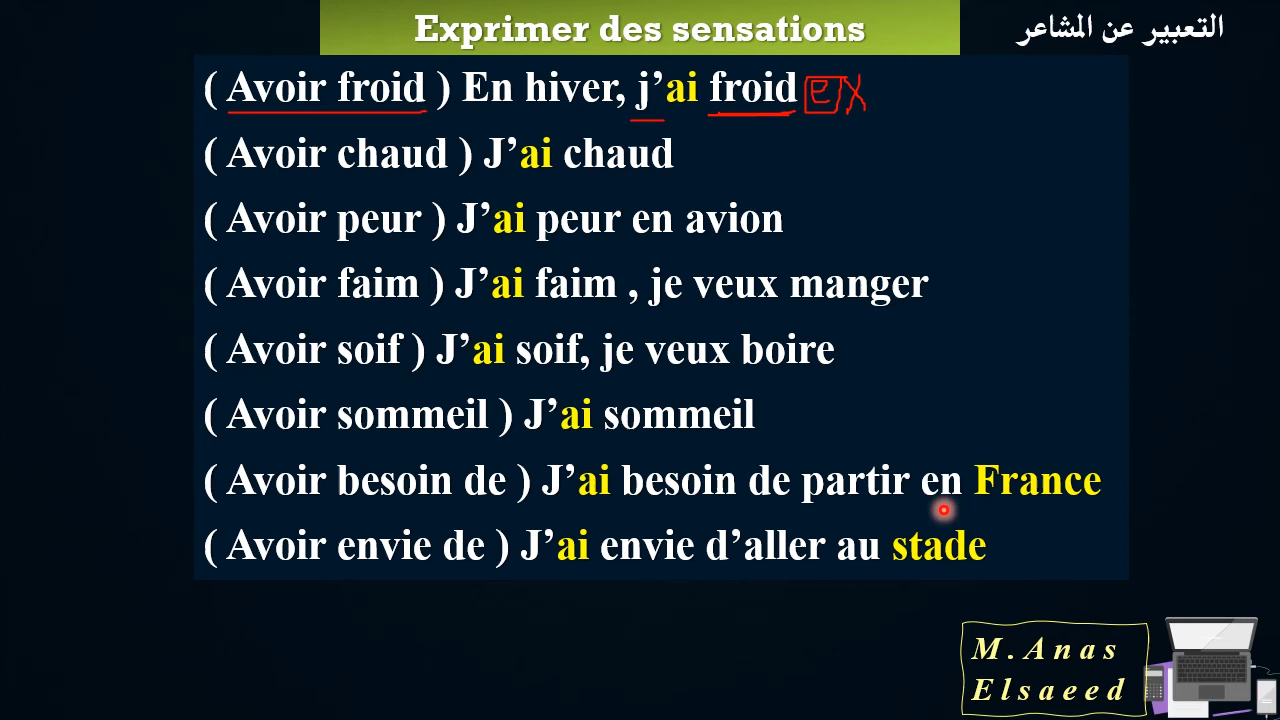 Exprimer des sensations
التعبير عن المشاعر
( Avoir froid ) En hiver, j’ai froid ex
( Avoir chaud ) J’ai chaud
( Avoir peur ) J’ai peur en avion
( Avoir faim ) J’ai faim , je veux manger
( Avoir soif ) J’ai soif, je veux boire
( Avoir sommeil ) J’ai sommeil
( Avoir besoin de ) J’ai besoin de partir en France
( Avoir envie de ) J’ai envie d’aller au stade
M.Anas
Elsaeed